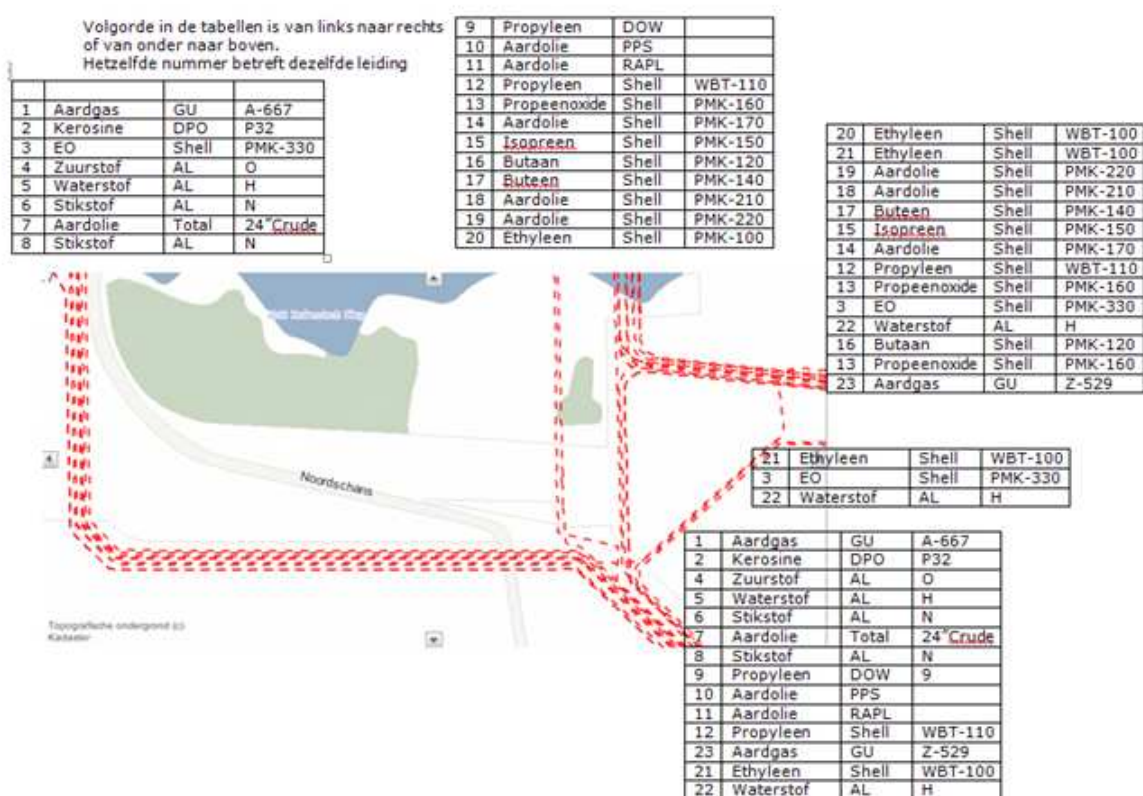 Volgorde in de tabellen is van links naar rechts
of van onder naar boven.
Hetzelfde nummer betreft dezelfde leiding
1 Aardgas GU A-667
2 Kerosine DPO P32
3 EO Shell PMK-330
4 Zuurstof AL O
5 Waterstof AL H
6 Stikstof AL N
7 Aardolie Total 24"Crude
8 Stikstof AL N
9 Propyleen DOW
10 Aardolie PPS
11 Aardolie RAPL
12 Propyleen Shell WBT-110
13 Propeenoxide Shell PMK-160
14 Aardolie Shell PMK-170
15 Isopreen Shell PMK-150
16 Butaan Shell PMK-120
17 Buteen Shell PMK-140
18 Aardolie Shell PMK-210
19 Aardolie Shell PMK-220
20 Ethyleen Shell PMK-100
20 Ethyleen Shell WBT-100
21 Ethyleen Shell WBT-100
19 Aardolie Shell PMK-220
18 Aardolie Shell PMK-210
17 Buteen Shell PMK-140
15 Isopreen Shell PMK-150
14 Aardolie Shell PMK-170
12 Propyleen Shell WBT-110
13 Propeenoxide Shell PMK-160
3 EO Shell PMK-330
22 Waterstof AL H
16 Butaan Shell PMK-120
13 Propeenoxide Shell PMK-160
23 Aardgas GU Z-529
Noordschans
21 Ethyleen Shell WBT-100
3 EO Shell PMK-330
22 Waterstof AL H
1 Aardgas GU A-667
2 Kerosine DPO P32
4 Zuurstof AL O
5 Waterstof AL H
6 Stikstof AL N
7 Aardolie Total 24"Crude
8 Stikstof AL N
9 Propyleen DOW 9
10 Aardolie PPS
11 Aardolie RAPL
12 Propyleen Shell WBT-110
23 Aardgas GU Z-529
21 Ethyleen Shell WBT-100
22 Waterstof AL H
Topografische ondergrond (c)
Kadaster